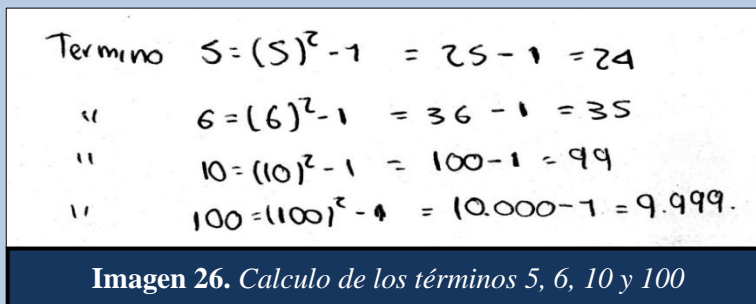 Termino 5=(5)²-1 = 25-1 =24
" 6=(6)²-1 = 36-1 =35
" 10=(10)²-1 = 100-1 =99
" 100=(100)²-1 = 10.000-1 =9.999.
Imagen 26. Calculo de los términos 5, 6, 10 y 100